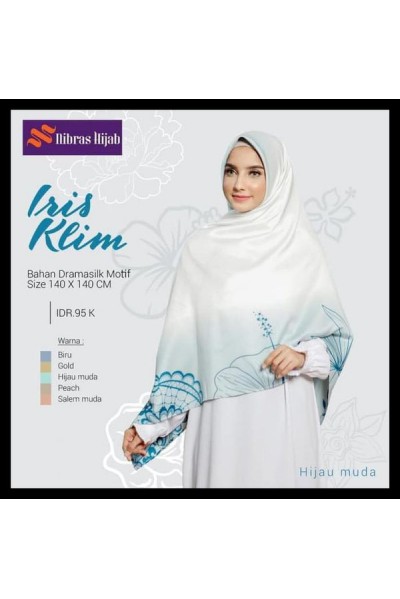 Nibras Hijab
Iris
Klim
Bahan Dramasilk Motif
Size 140 X 140 CM
IDR.95 K
Warna :
Biru
Gold
Hijau muda
Peach
Salem muda
Hijau muda